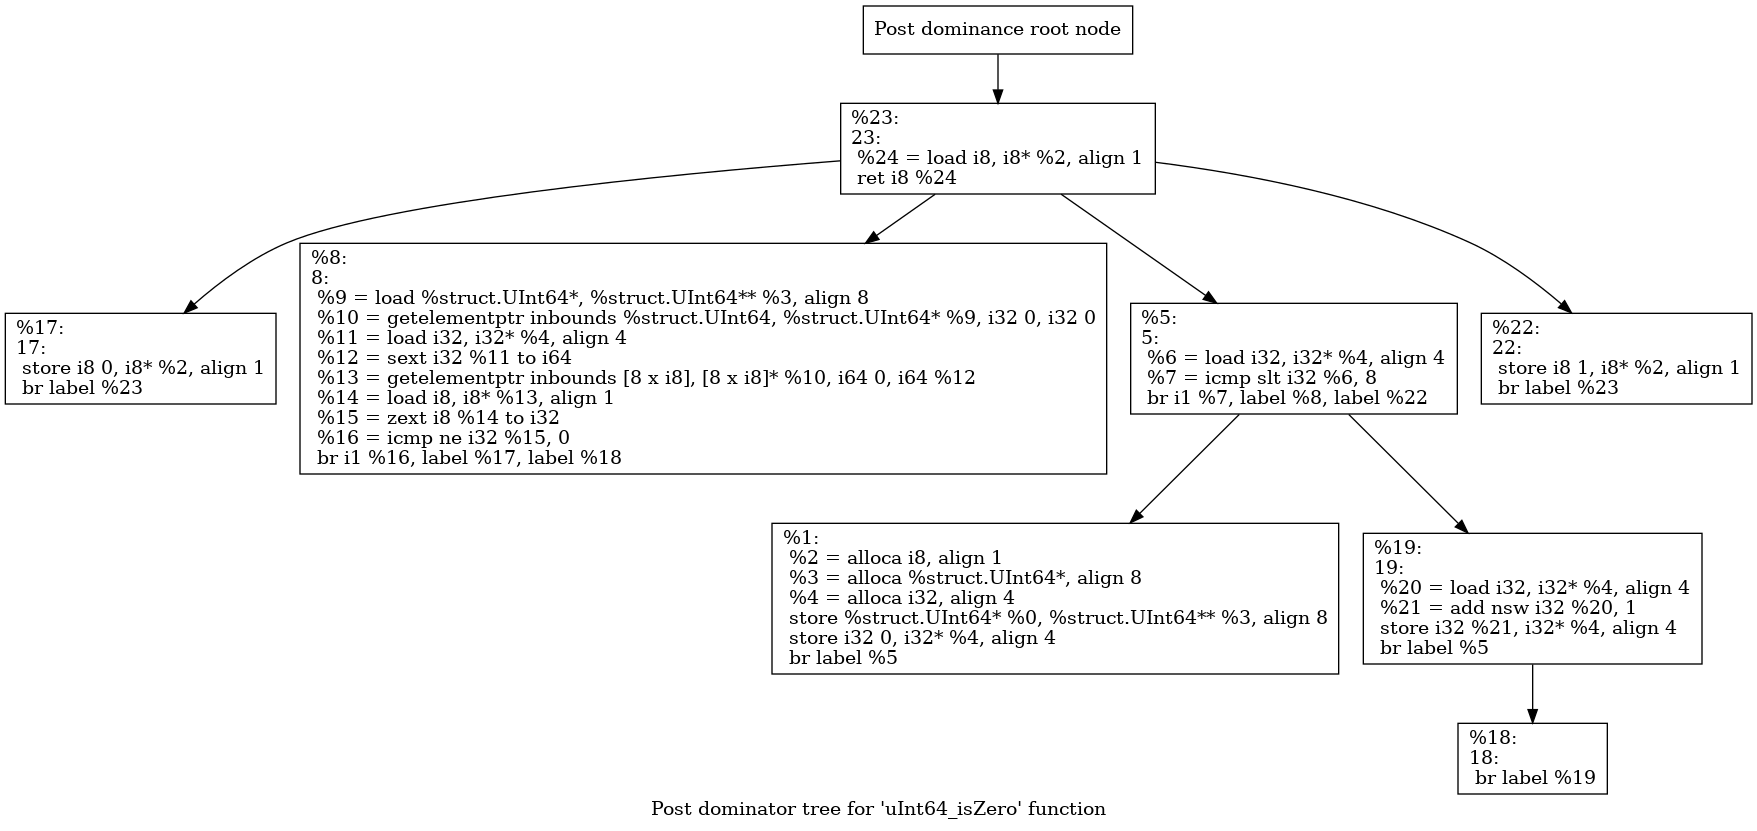 Post dominance root node
%23:
23:
%24 = load i8, i8* %2, align 1
ret i8 %24
%17:
17:
store i8 0, i8* %2, align 1
br label %23
%8:
8:
%9 = load %struct.UInt64*, %struct.UInt64** %3, align 8
%10 = getelementptr inbounds %struct.UInt64, %struct.UInt64* %9, i32 0, i32 0
%11 = load i32, i32* %4, align 4
%12 = sext i32 %11 to i64
%13 = getelementptr inbounds [8 x i8], [8 x i8]* %10, i64 0, i64 %12
%14 = load i8, i8* %13, align 1
%15 = zext i8 %14 to i32
%16 = icmp ne i32 %15, 0
br i1 %16, label %17, label %18
%5:
5:
%6 = load i32, i32* %4, align 4
%7 = icmp slt i32 %6, 8
br i1 %7, label %8, label %22
%22:
22:
store i8 1, i8* %2, align 1
br label %23
%1:
%2 = alloca i8, align 1
%3 = alloca %struct.UInt64*, align 8
%4 = alloca i32, align 4
store %struct.UInt64* %0, %struct.UInt64** %3, align 8
store i32 0, i32* %4, align 4
br label %5
%19:
19:
%20 = load i32, i32* %4, align 4
%21 = add nsw i32 %20, 1
store i32 %21, i32* %4, align 4
br label %5
%18:
18:
br label %19
Post dominator tree for 'uInt64_isZero' function